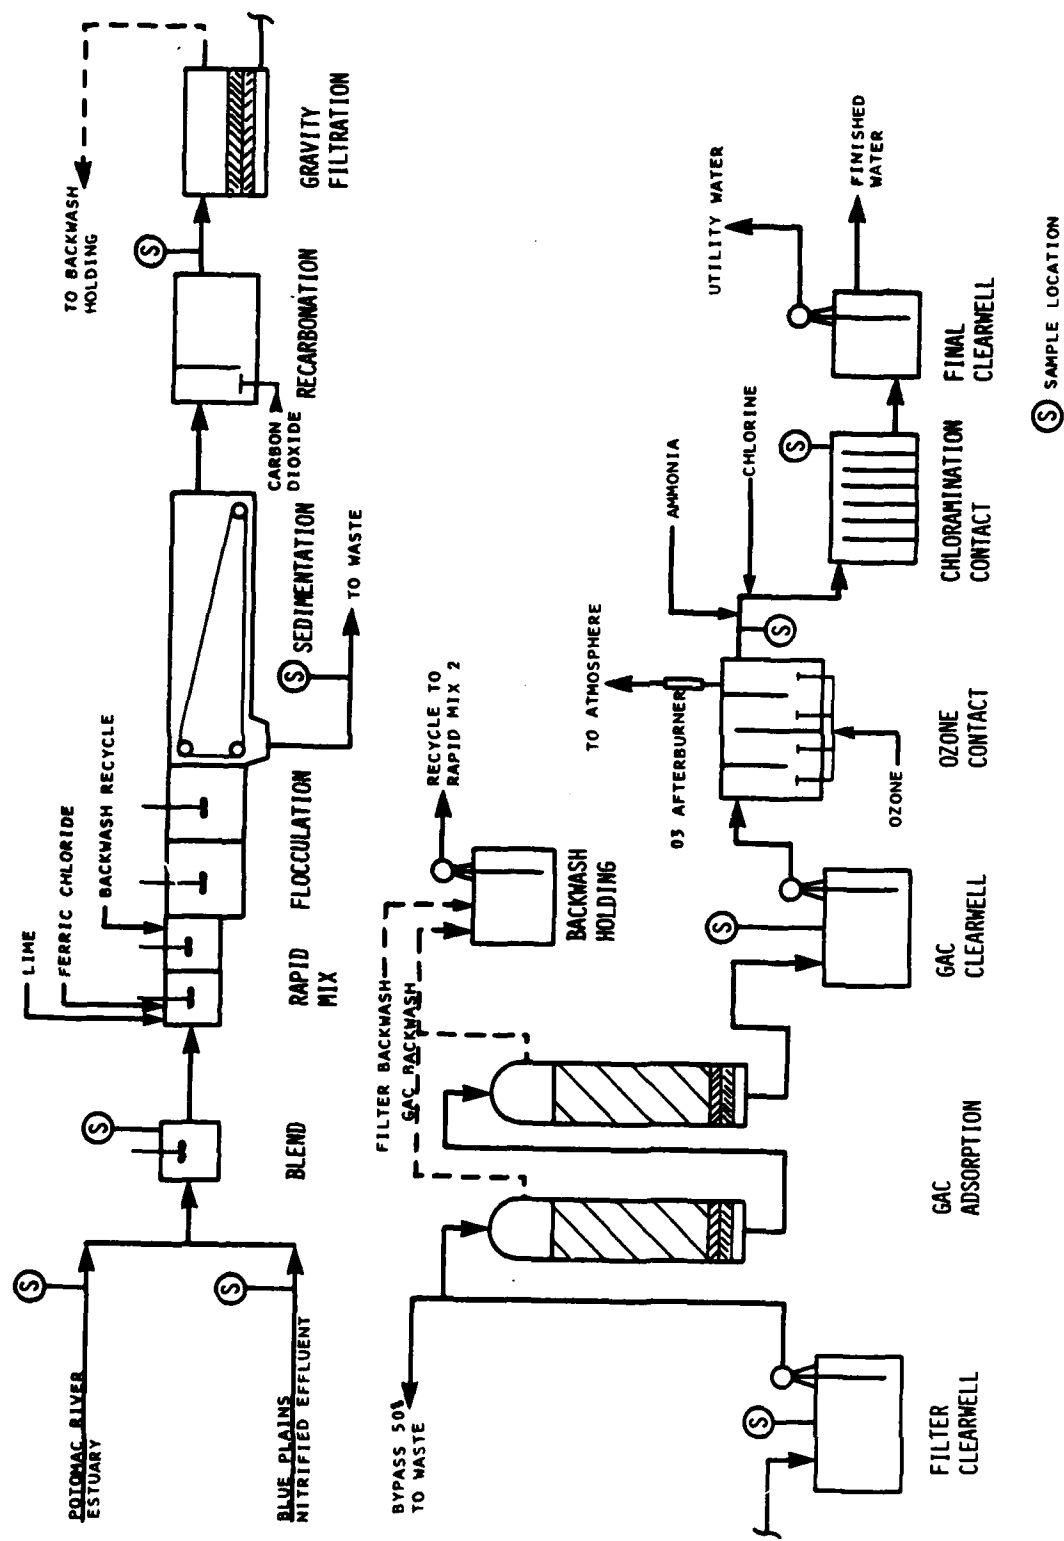 POTOMAC RIVER
ESTUARY
BLUE PLAINS
NITRIFIED EFFLUENT
S
S
S
BLEND
LIME
FERRIC CHLORIDE
BACKWASH RECYCLE
RAPID
MIX
FLOCCULATION
SEDIMENTATION
S
TO WASTE
CARBON
DIOXIDE
RECARBONATION
S
TO BACKWASH
HOLDING
GRAVITY
FILTRATION
FILTER
CLEARWELL
S
BYPASS 50%
TO WASTE
GAC
ADSORPTION
FILTER BACKWASH
GAC BACKWASH
BACKWASH
HOLDING
RECYCLE TO
RAPID MIX 2
GAC
CLEARWELL
S
OZONE
OZONE
CONTACT
O3 AFTERBURNER
TO ATMOSPHERE
S
AMMONIA
CHLORINE
CHLORAMINATION
CONTACT
S
FINAL
CLEARWELL
UTILITY WATER
FINISHED
WATER
S SAMPLE LOCATION